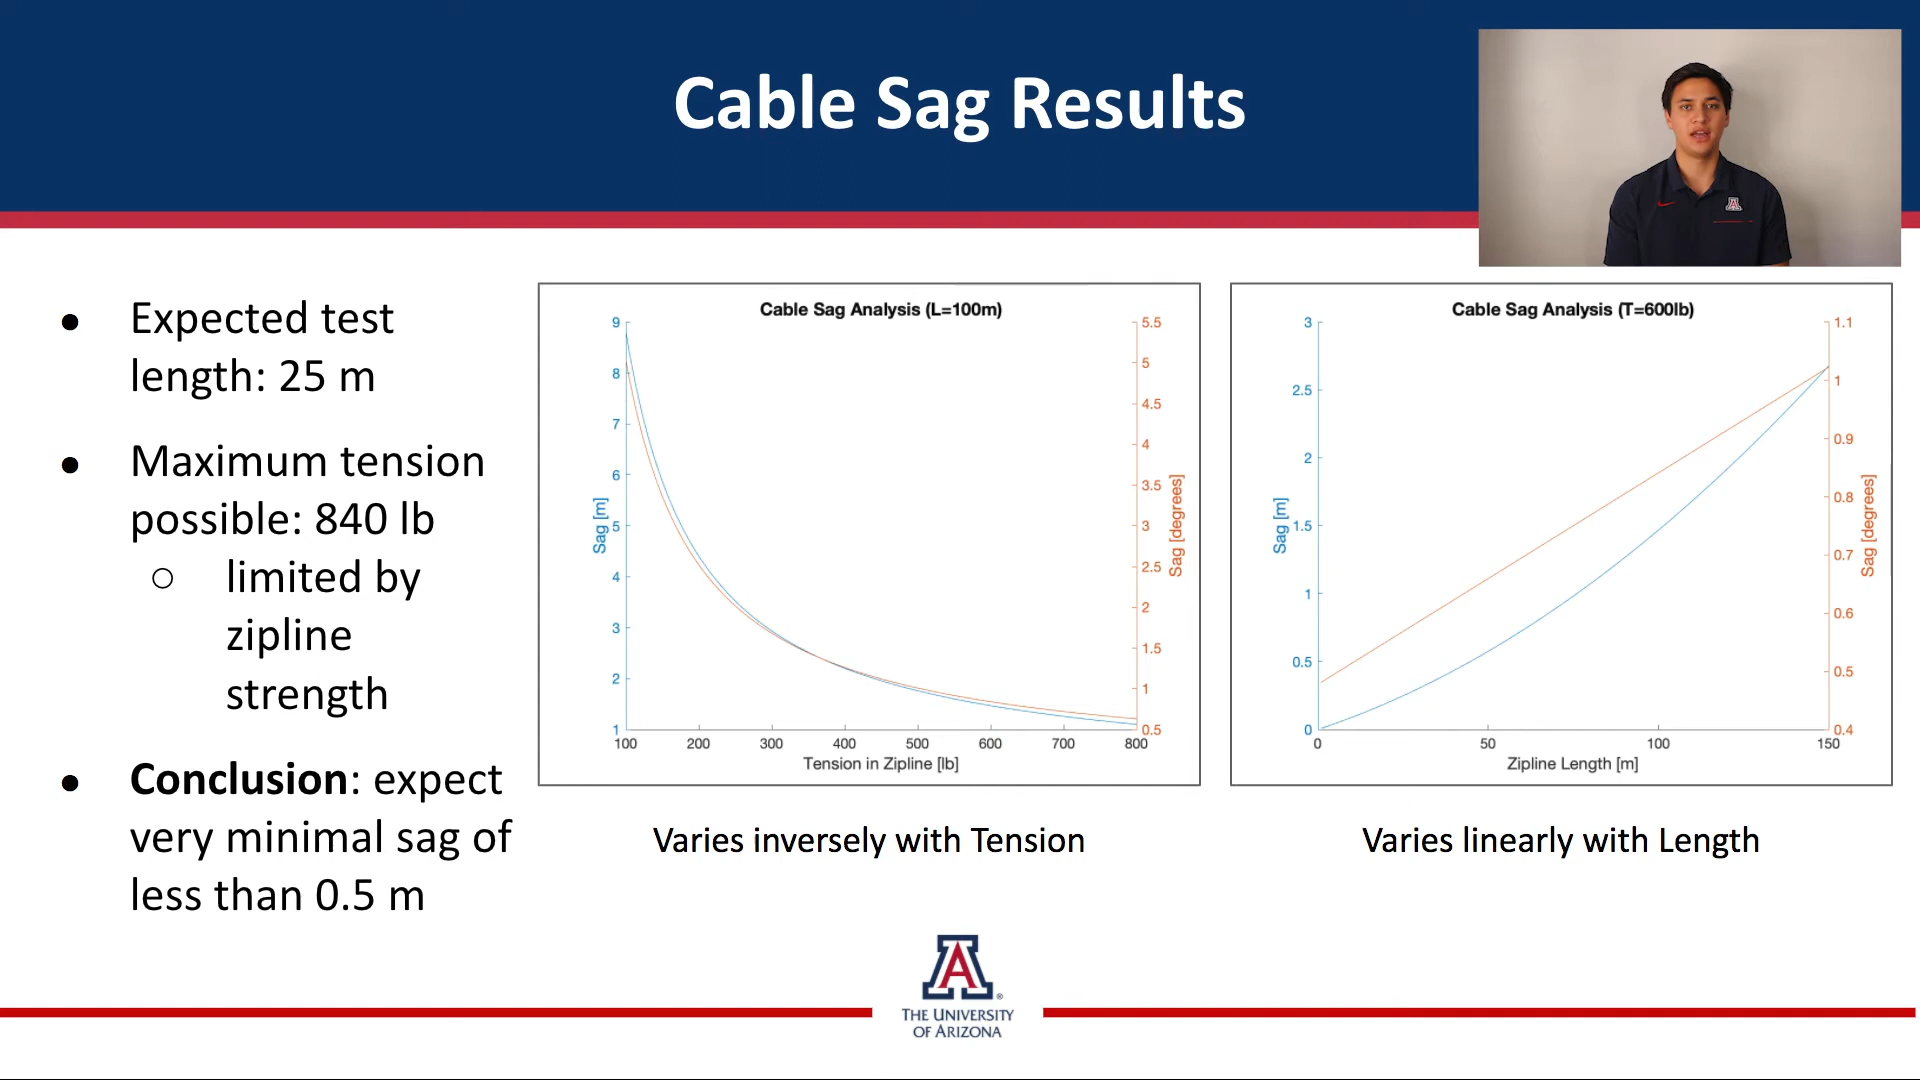 Cable Sag Results
● Expected test
length: 25 m
● Maximum tension
possible: 840 lb
○ limited by
zipline
strength
● Conclusion: expect
very minimal sag of
less than 0.5 m
Cable Sag Analysis (L=100m)
9
8
7
6
5
4
3
2
1
Sag [m]
5.5
5
4.5
4
3.5
3
2.5
2
1.5
1
0.5
Sag [degrees]
100 200 300 400 500 600 700 800
Tension in Zipline [lb]
Varies inversely with Tension
Cable Sag Analysis (T=600lb)
3
2.5
2
1.5
1
0.5
0
Sag [m]
1.1
1
0.9
0.8
0.7
0.6
0.5
0.4
Sag [degrees]
0 50 100 150
Zipline Length [m]
Varies linearly with Length
A
A
THE UNIVERSITY
OF ARIZONA